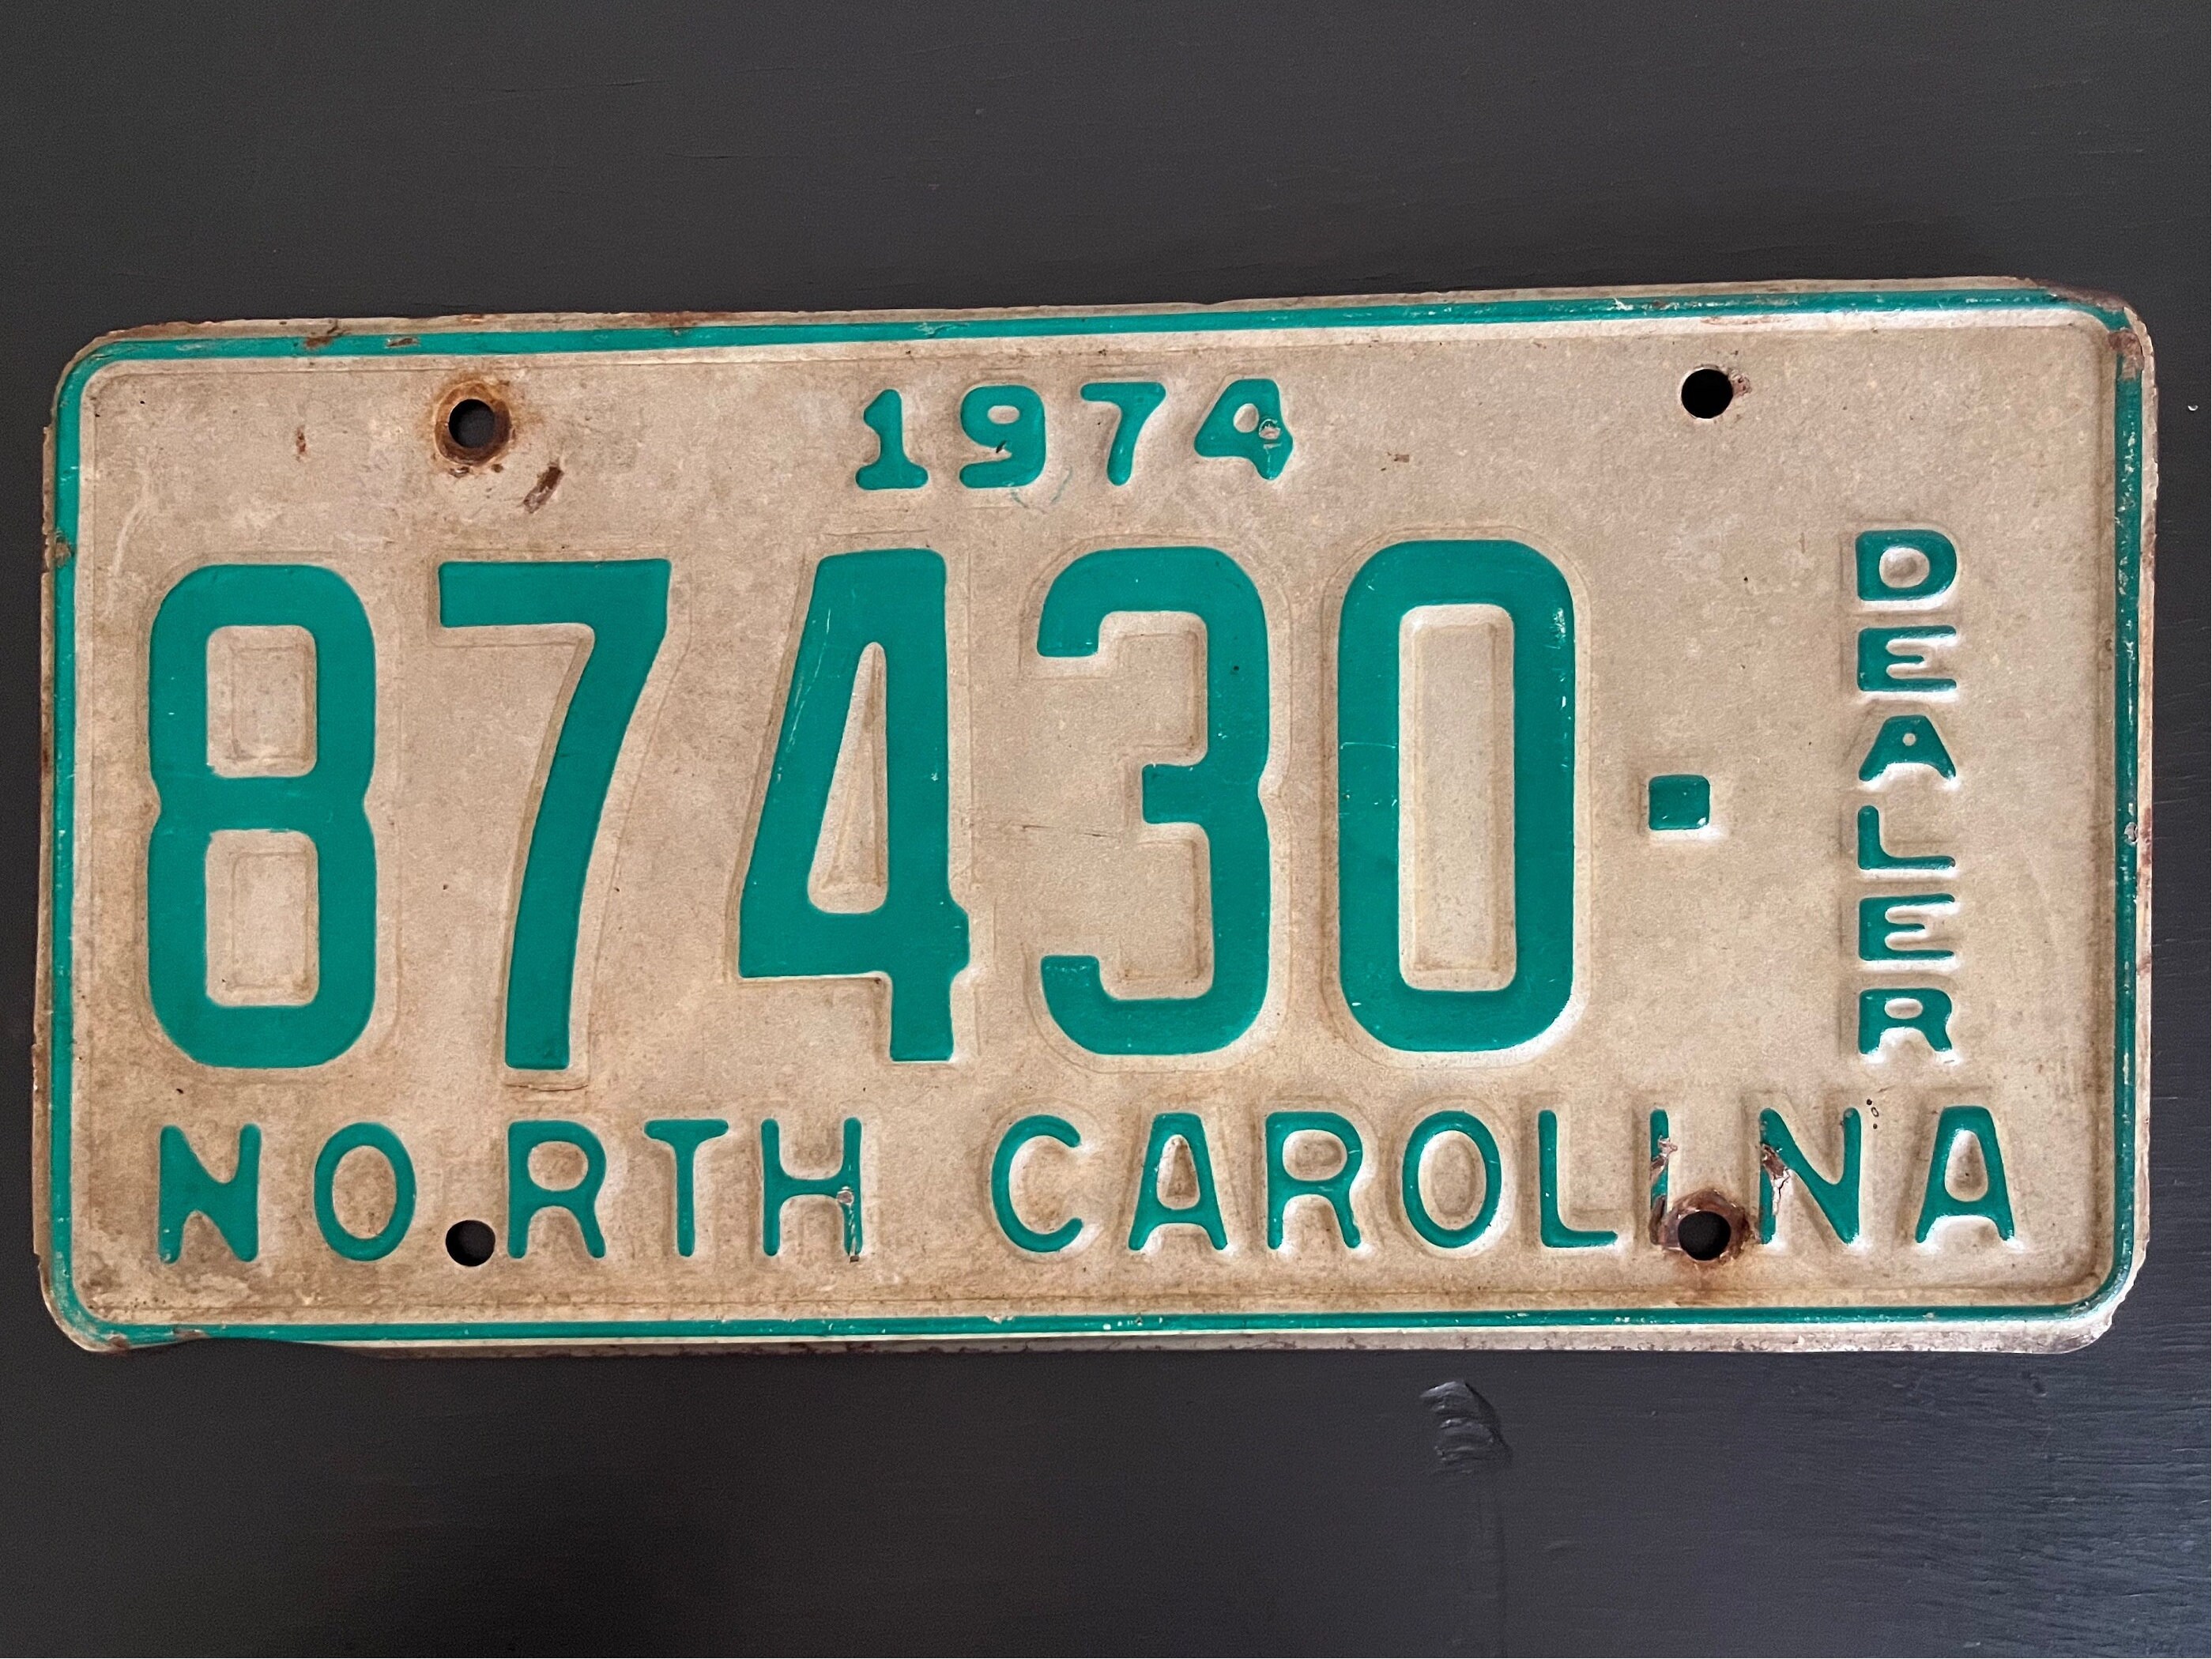 1974
87430-
DEALER
NORTH CAROLINA